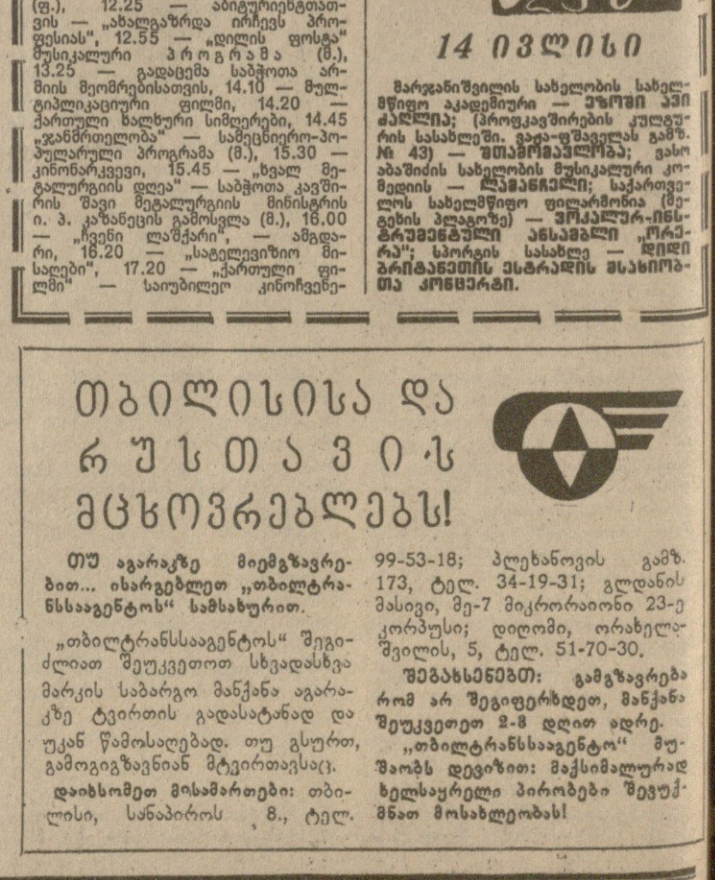 (ფ.), 12.25 — აბიტურიენტთათ-
ვის — „ახალგაზრდა ირჩევს პრო-
ფესიას“, 12.55 — „დილის ფოსტა“
მუსიკალური პროგრამა (მ.),
13.25 — გადაცემა საბჭოთა არ-
მიის მეომრებისათვის, 14.10 — მულ-
ტიპლიკაციური ფილმი, 14.20 —
ქართული ხალხური სიმღერები, 14.45
„ჯანმრთელობა“ — სამეცნიერო-პო-
პულარული პროგრამა (მ.), 15.30 —
კინონარკვევი, 15.45 — „ხვალ მე-
ტალურგიის დღეა“ — საბჭოთა კავში-
რის შავი მეტალურგიის მინისტრის
ი. პ. კაზანეცის გამოსვლა (მ.), 16.00
— „ჩვენი ლაშქარი“, — ამგდა-
რი, 16.20 — „სატელევიზიო მი-
საღები“, 17.20 — „ქართული ფი-
ლმი“ — საიუბილეო კინოჩვენე-
14 ივლისი
მარჯანიშვილის სახელობის სახელ-
მწიფო აკადემიური — ეზოში ავი
ძაღლია; (პროფკავშირების კულტუ-
რის სასახლეში. ვაჟა-ფშაველას გამზ.
№ 43) — შთამომავლობა; ვასო
აბაშიძის სახელობის მუსიკალური კო-
მედიის — ლამანჩელი; საქართვე-
ლოს სახელმწიფო ფილარმონია (მე-
ტეხის პლატოზე) — ვოკალურ-ინს-
ტრუმენტული ანსამბლი „ორე-
რა“; სპორტის სასახლე — დიდი
ბრიტანეთის ესტრადის მსახიობ-
თა კონცერტი.
თბილისისა და
რუსთავის
მცხოვრებლებს!
თუ აგარაკზე მიემგზავრე-
ბით... ისარგებლეთ „თბილტრა-
ნსსააგენტოს“ სამსახურით.
„თბილტრანსსააგენტოს“ შეგი-
ძლიათ შეუკვეთოთ სხვადასხვა
მარკის საბარგო მანქანა აგარა-
კზე ტვირთის გადასატანად და
უკან წამოსაღებად. თუ გსურთ,
გამოგიგზავნიან მტვირთავსაც.
დაიხსომეთ მისამართები: თბი-
ლისი, სანაპიროს 8., ტელ.
99-53-18; პლეხანოვის გამზ.
173, ტელ. 34-19-31; გლდანის
მასივი, მე-7 მიკრორაიონი 23-ე
კორპუსი; დიღომი, ორახელა-
შვილის, 5, ტელ. 51-70-30.
შეგახსენებთ: გამგზავრება
რომ არ შეგიფერხდეთ, მანქანა
შეუკვეთეთ 2-8 დღით ადრე.
„თბილტრანსსააგენტო“ მუ-
შაობს დევიზით: მაქსიმალურად
ხელსაყრელი პირობები შევუქ-
მნათ მოსახლეობას!